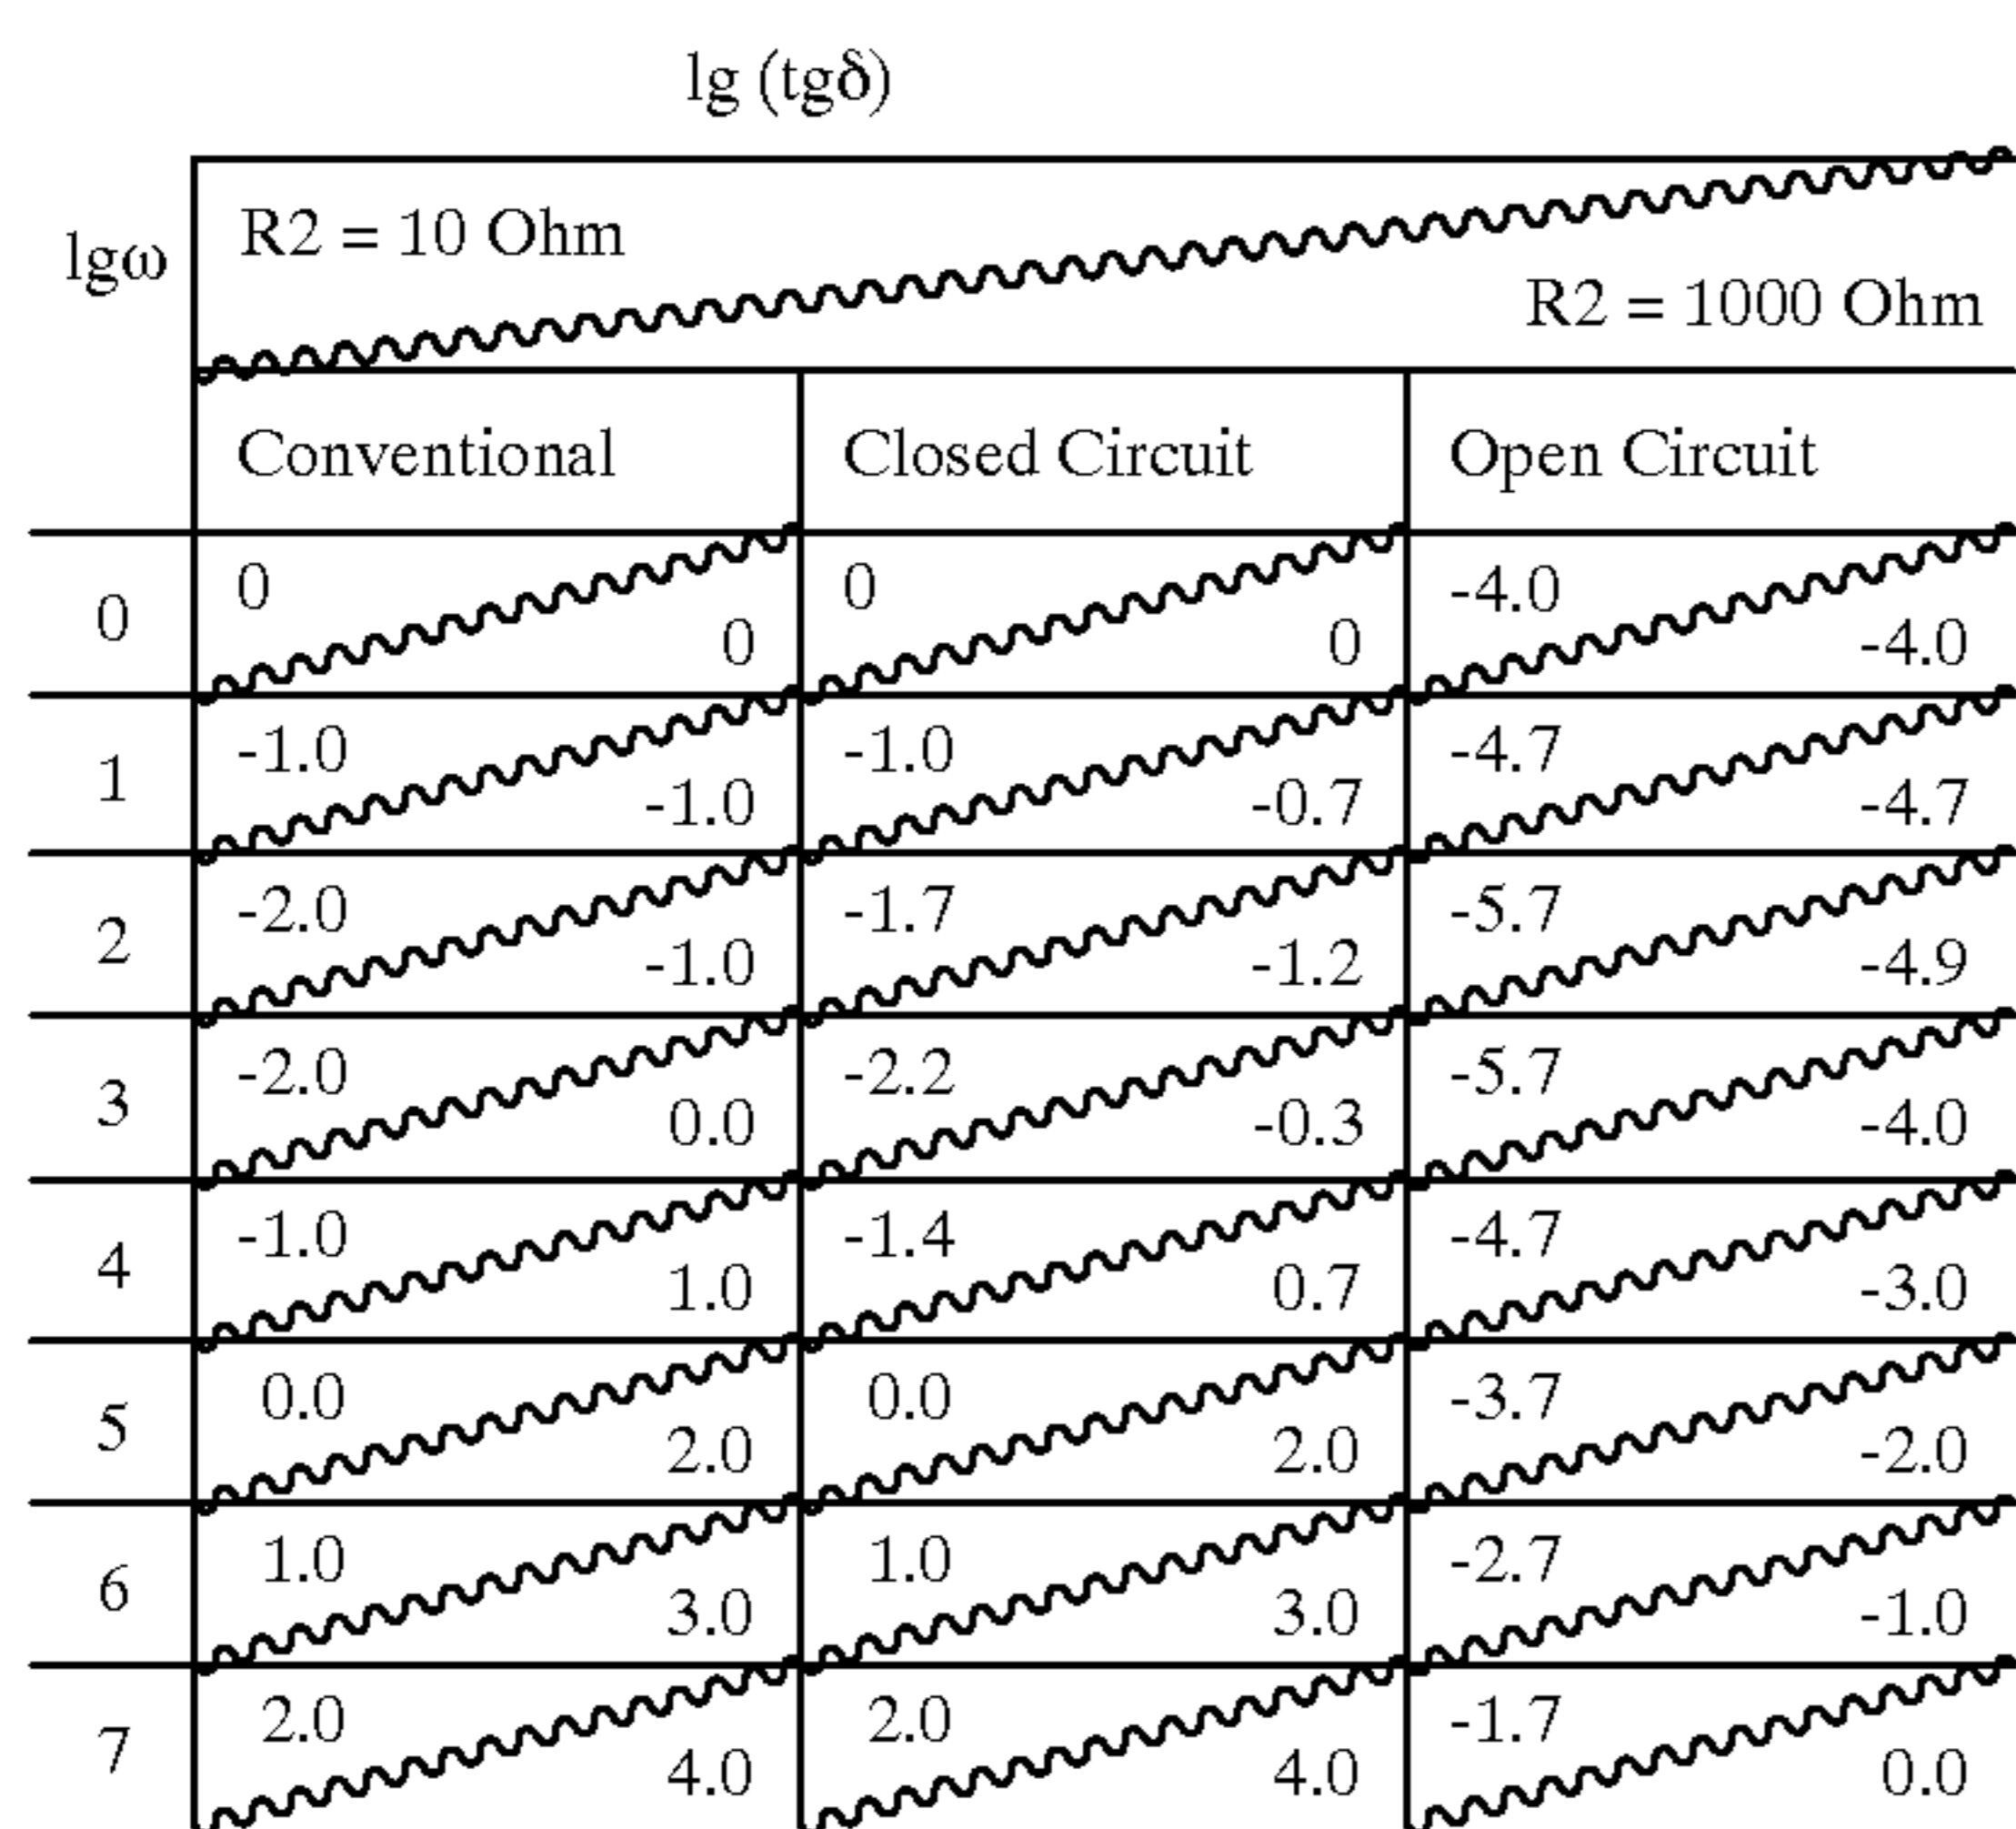 lg (tgδ)
lgω
R2 = 10 Ohm
R2 = 1000 Ohm
Conventional Closed Circuit Open Circuit
0 0 -4.0
0
0 0 -4.0
-1.0 -1.0 -4.7
1
-1.0 -0.7 -4.7
-2.0 -1.7 -5.7
2
-1.0 -1.2 -4.9
-2.0 -2.2 -5.7
3
0.0 -0.3 -4.0
-1.0 -1.4 -4.7
4
1.0 0.7 -3.0
0.0 0.0 -3.7
5
2.0 2.0 -2.0
1.0 1.0 -2.7
6
3.0 3.0 -1.0
2.0 2.0 -1.7
7
4.0 4.0 0.0